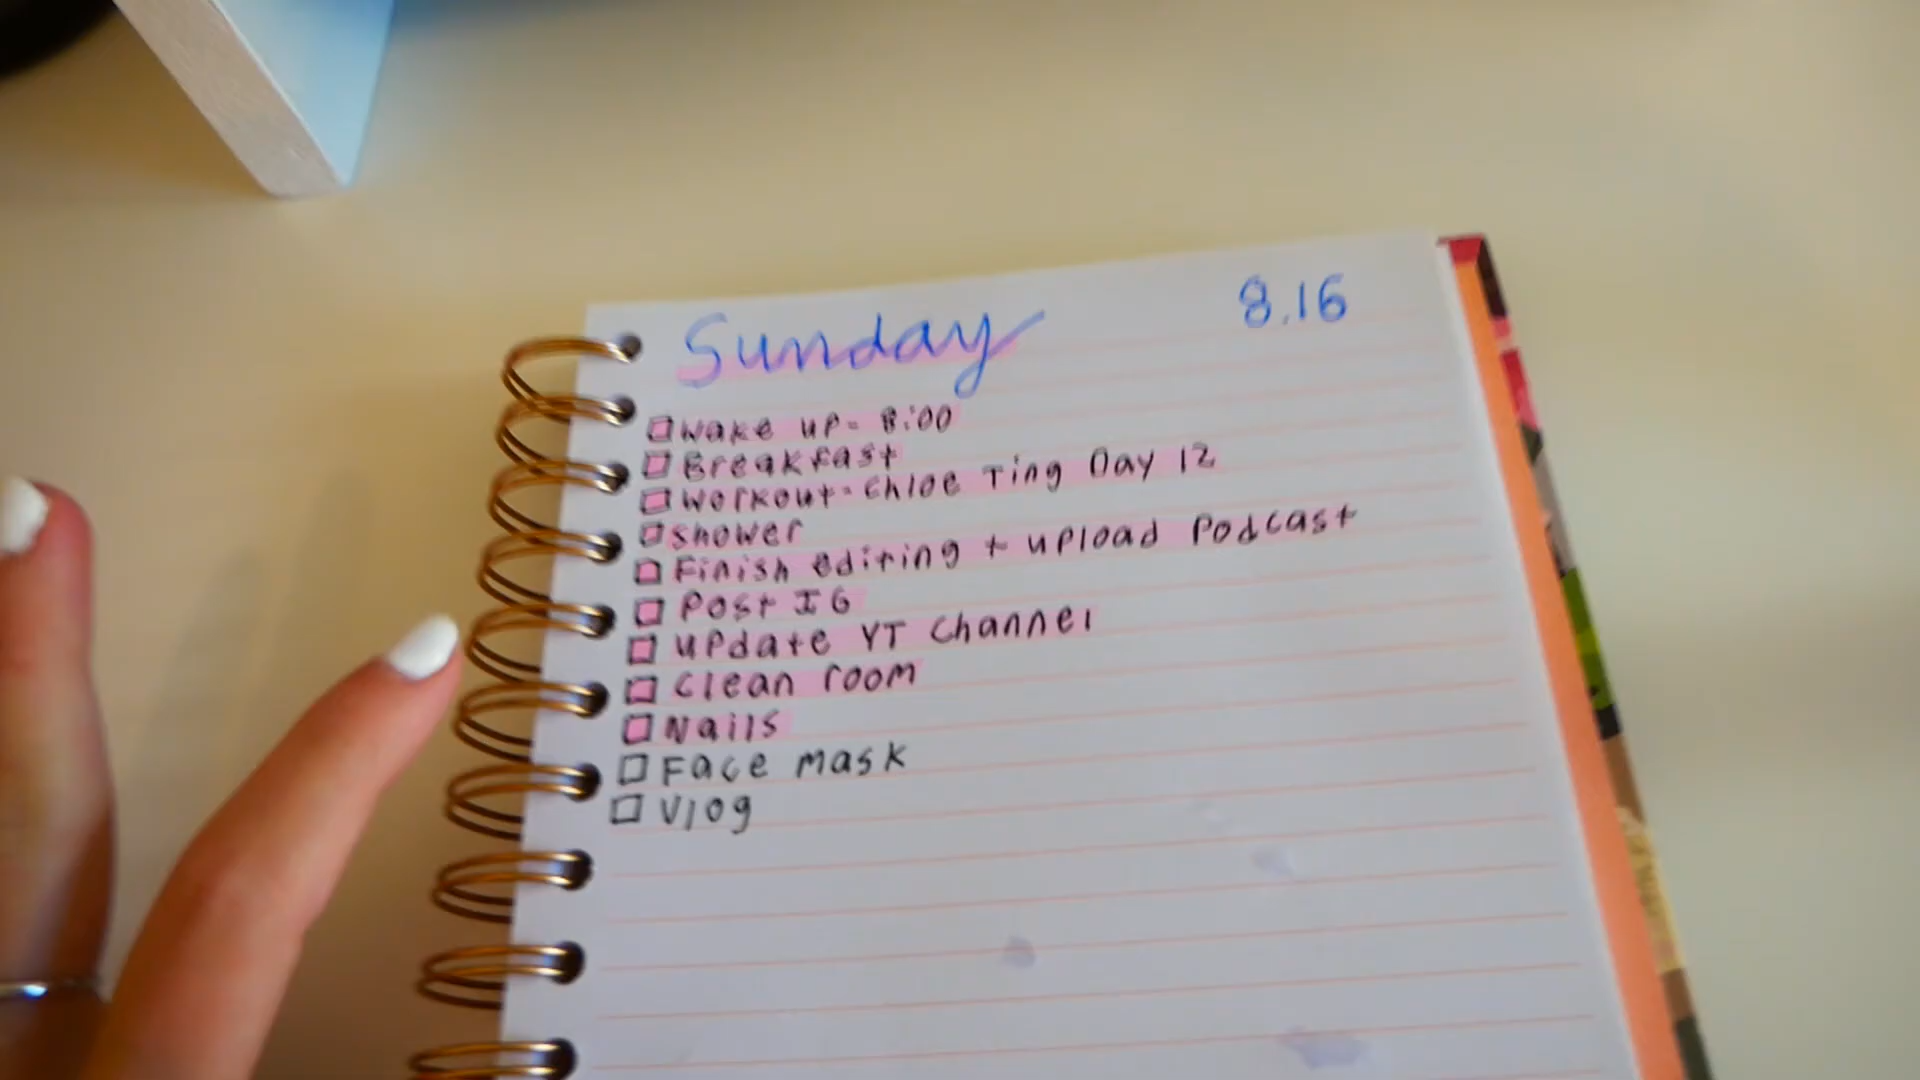 Sunday 8.16
Wake up- 8:00
Breakfast
Workout- Chloe Ting Day 12
Shower
Finish editing + upload Podcast
Post IG
update YT Channel
Clean room
Nails
Face mask
Vlog